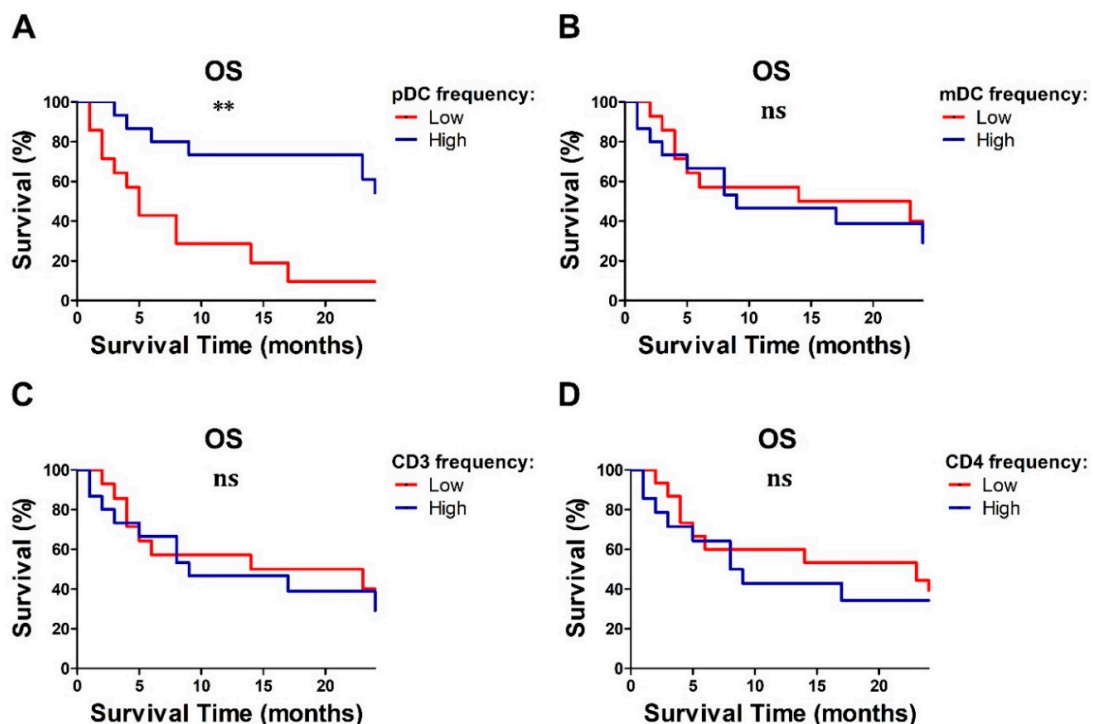 A
OS
**
pDC frequency:
Low
High
Survival (%)
100
80
60
40
20
0
0 5 10 15 20
Survival Time (months)
B
OS
ns
mDC frequency:
Low
High
Survival (%)
100
80
60
40
20
0
0 5 10 15 20
Survival Time (months)
C
OS
ns
CD3 frequency:
Low
High
Survival (%)
100
80
60
40
20
0
0 5 10 15 20
Survival Time (months)
D
OS
ns
CD4 frequency:
Low
High
Survival (%)
100
80
60
40
20
0
0 5 10 15 20
Survival Time (months)